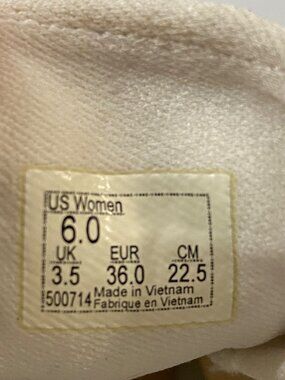 US Women
6.0
UK EUR CM
3.5 36.0 22.5
500714 Made in Vietnam
Fabrique en Vietnam